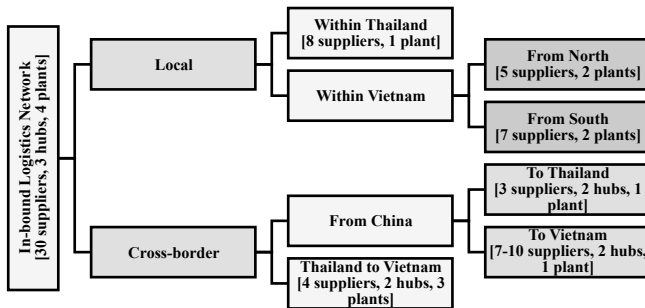 In-bound Logistics Network
[30 suppliers, 3 hubs, 4 plants]
Local
Within Thailand
[8 suppliers, 1 plant]
Within Vietnam
From North
[5 suppliers, 2 plants]
From South
[7 suppliers, 2 plants]
Cross-border
From China
To Thailand
[3 suppliers, 2 hubs, 1
plant]
To Vietnam
[7-10 suppliers, 2 hubs,
1 plant]
Thailand to Vietnam
[4 suppliers, 2 hubs, 3
plants]